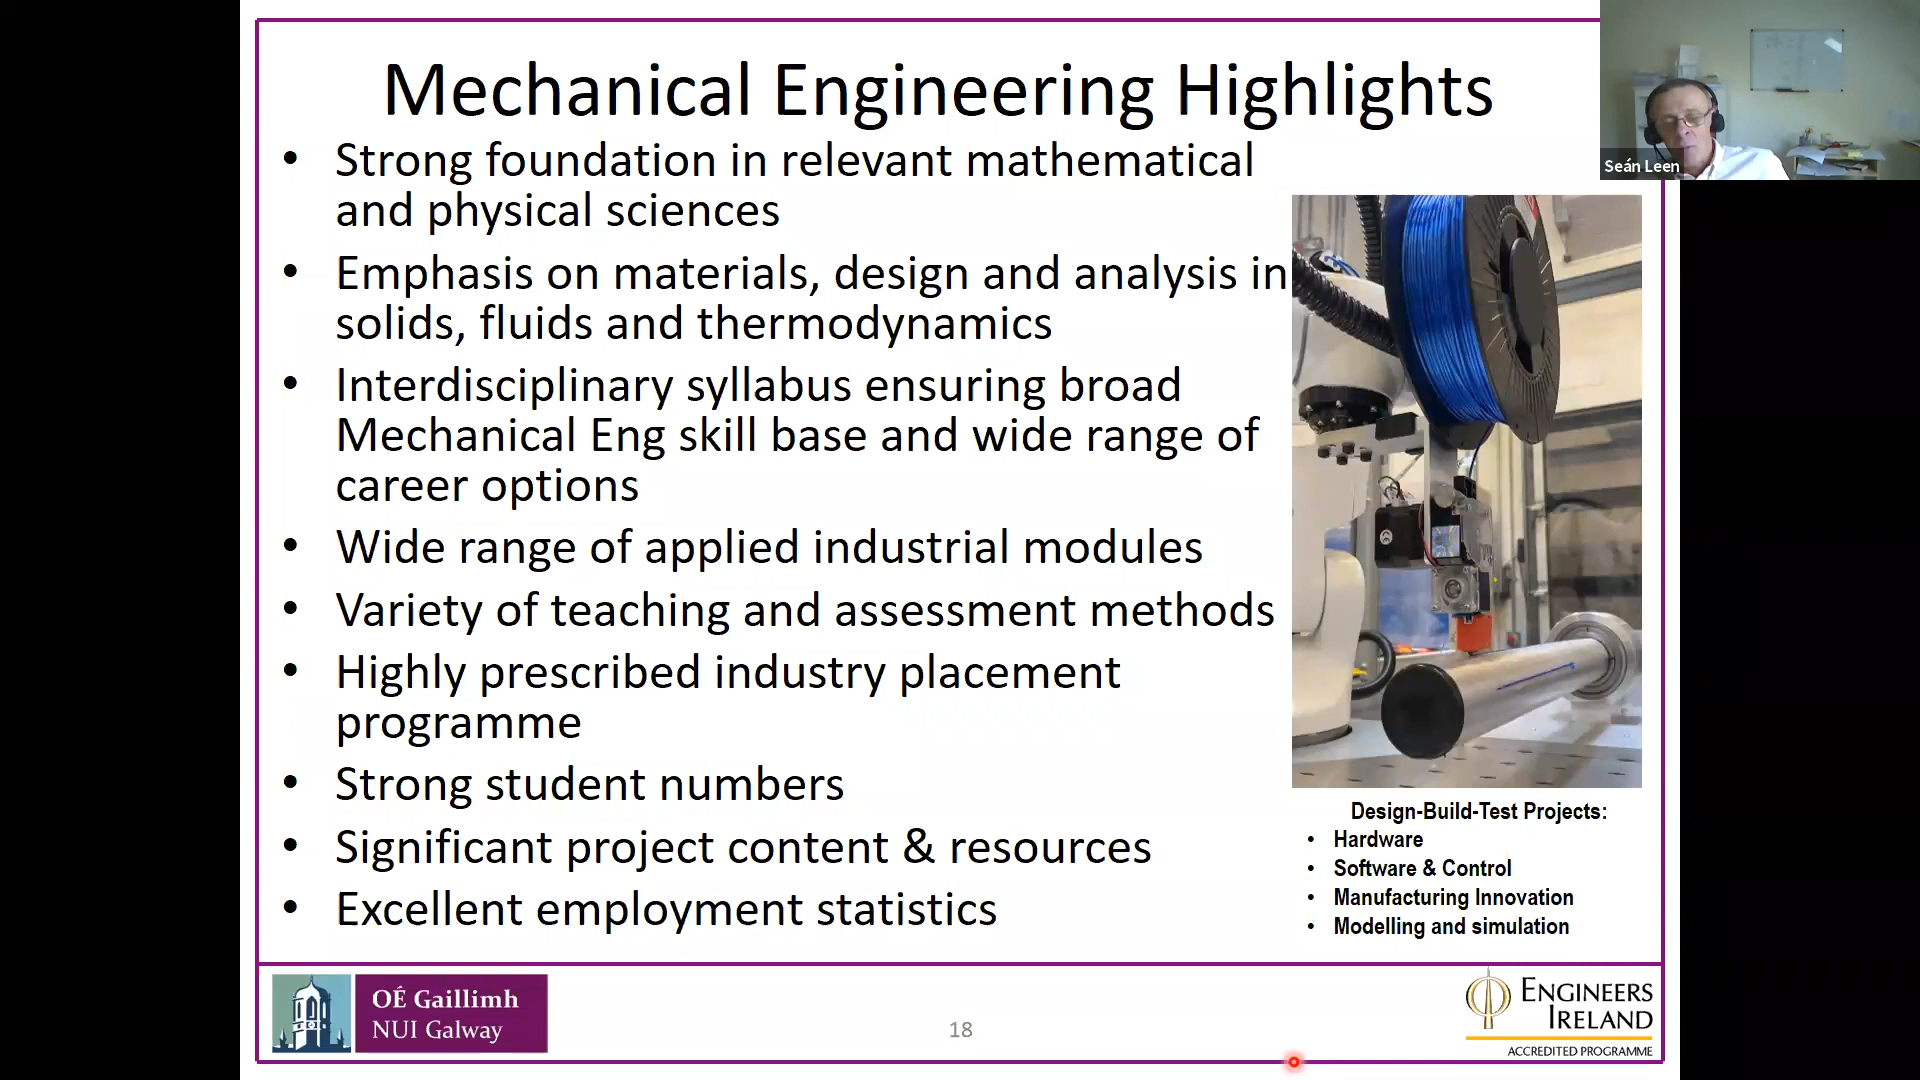 Mechanical Engineering Highlights
Seán Leen
• Strong foundation in relevant mathematical
and physical sciences
• Emphasis on materials, design and analysis in
solids, fluids and thermodynamics
• Interdisciplinary syllabus ensuring broad
Mechanical Eng skill base and wide range of
career options
• Wide range of applied industrial modules
• Variety of teaching and assessment methods
• Highly prescribed industry placement
programme
• Strong student numbers
• Significant project content & resources
• Excellent employment statistics
Design-Build-Test Projects:
• Hardware
• Software & Control
• Manufacturing Innovation
• Modelling and simulation
OÉ Gaillimh
NUI Galway
18
ENGINEERS
IRELAND
ACCREDITED PROGRAMME